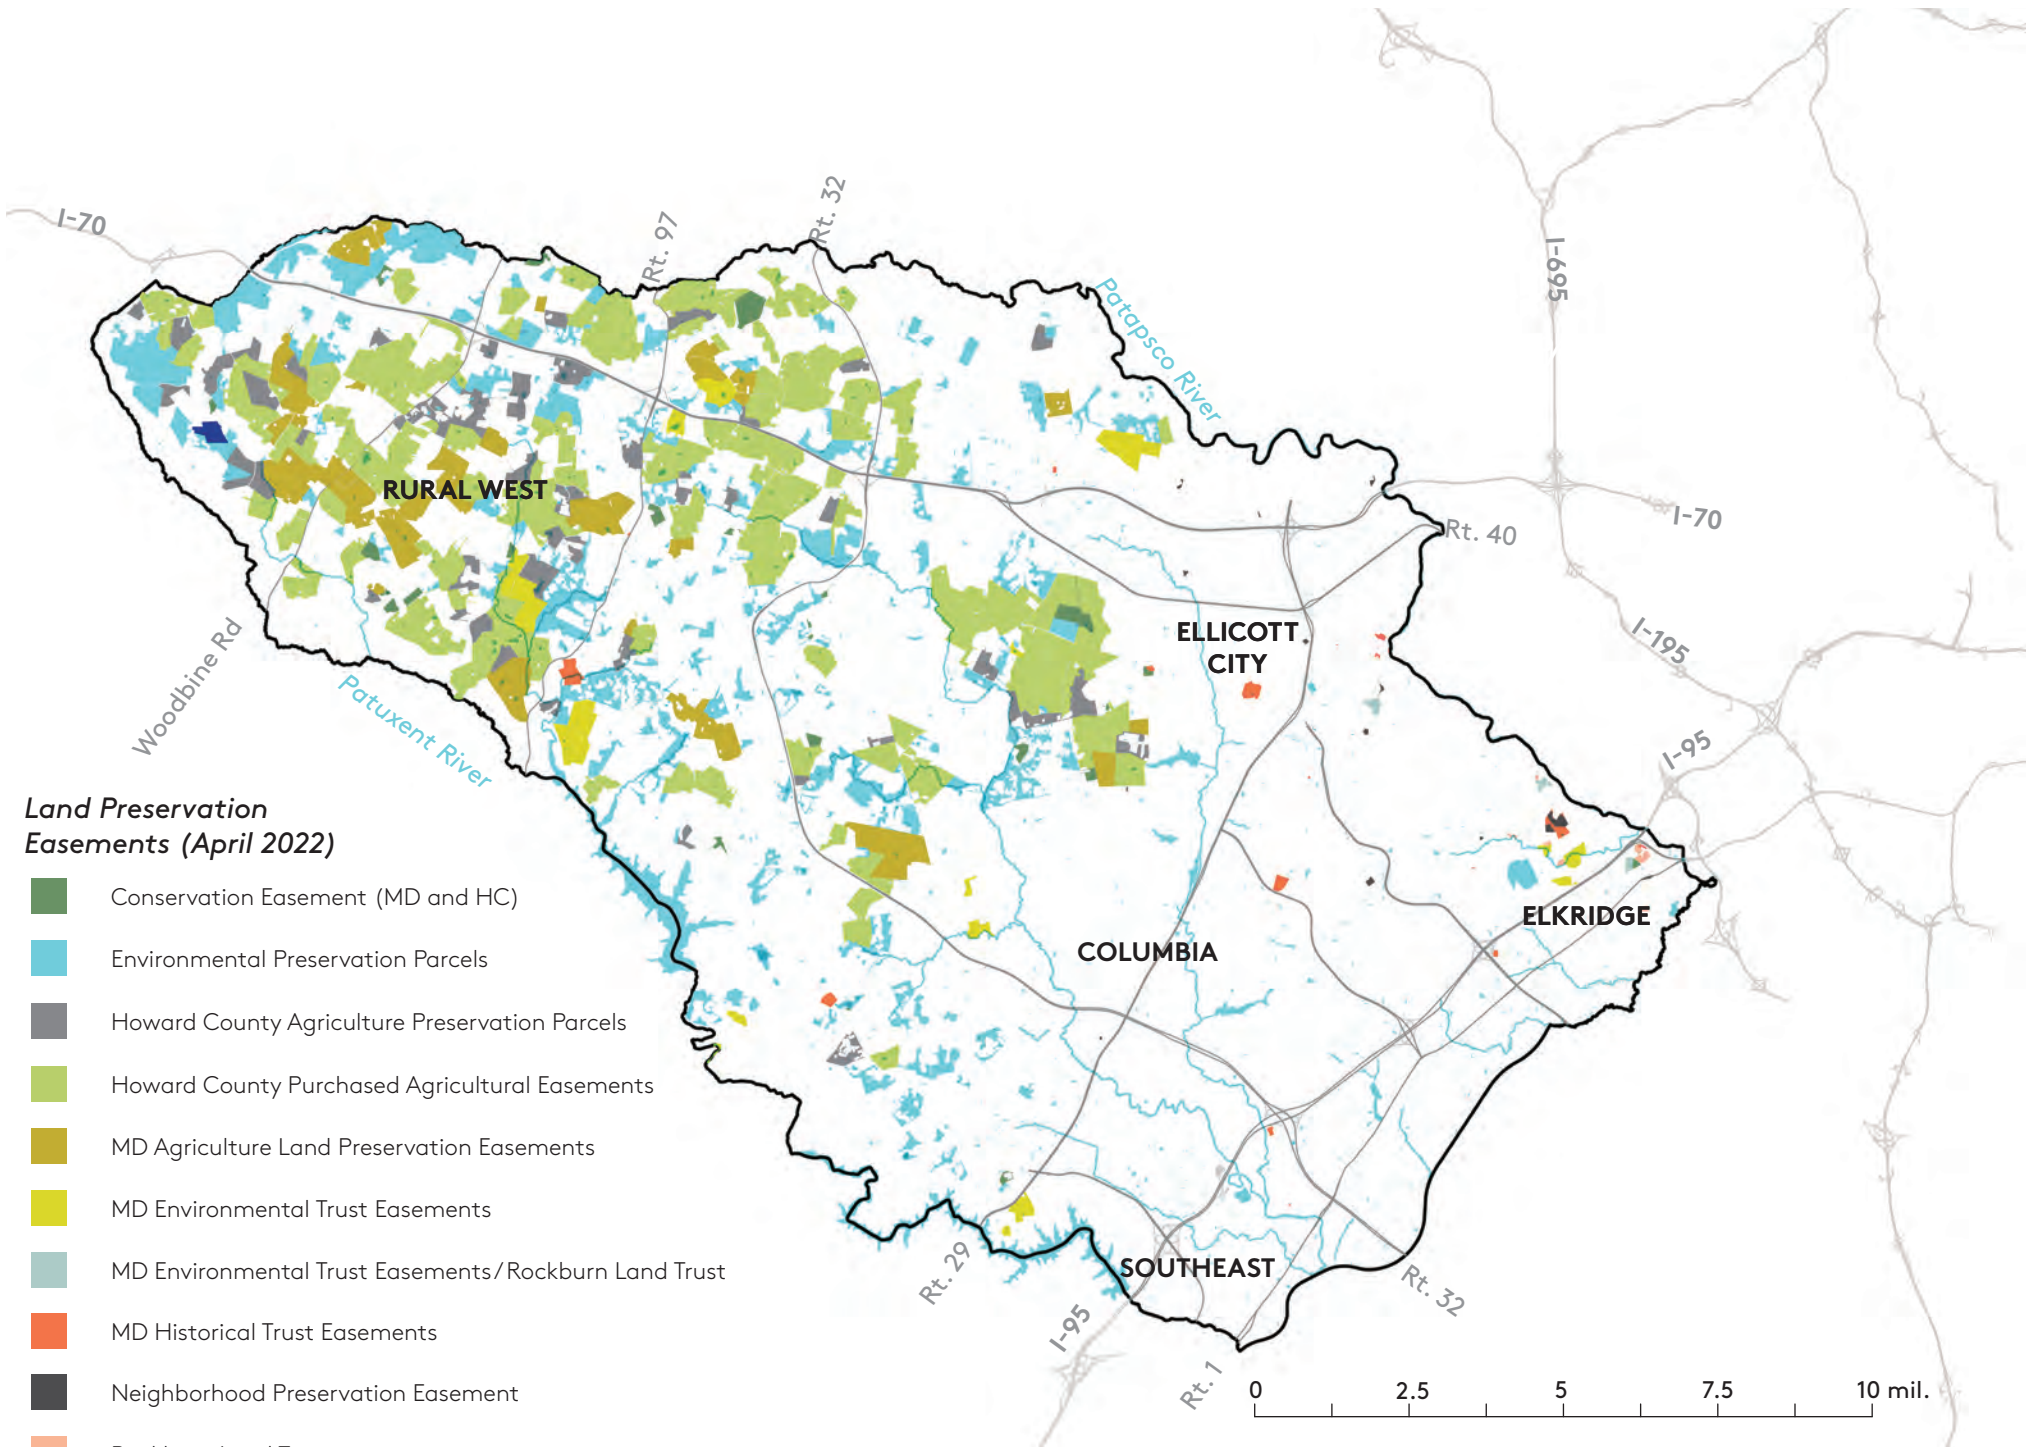 I-70
Rt. 97
Rt. 32
Patapsco River
I-695
I-70
Rt. 40
RURAL WEST
ELLICOTT
CITY
I-195
Woodbine Rd
Patuxent River
I-95
Land Preservation
Easements (April 2022)
Conservation Easement (MD and HC)
Environmental Preservation Parcels
Howard County Agriculture Preservation Parcels
Howard County Purchased Agricultural Easements
MD Agriculture Land Preservation Easements
MD Environmental Trust Easements
MD Environmental Trust Easements/Rockburn Land Trust
MD Historical Trust Easements
Neighborhood Preservation Easement
ELKRIDGE
COLUMBIA
SOUTHEAST
Rt. 29
Rt. 32
I-95
Rt. 1
0 2.5 5 7.5 10 mil.